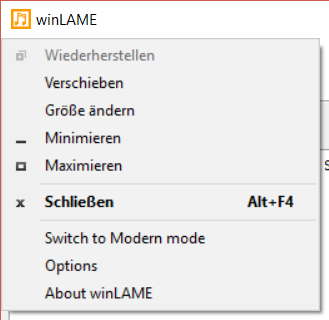 winLAME
Wiederherstellen
Verschieben
Größe ändern
Minimieren
Maximieren
Schließen Alt+F4
Switch to Modern mode
Options
About winLAME